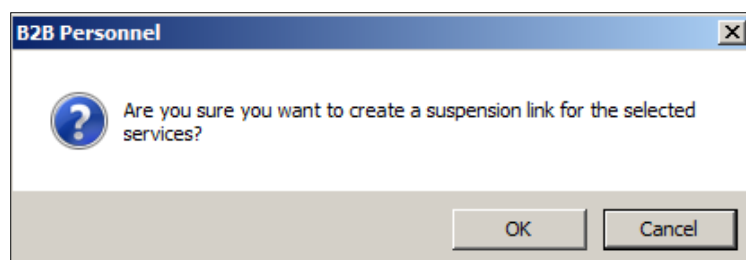 B2B Personnel
Are you sure you want to create a suspension link for the selected
services?
OK
Cancel